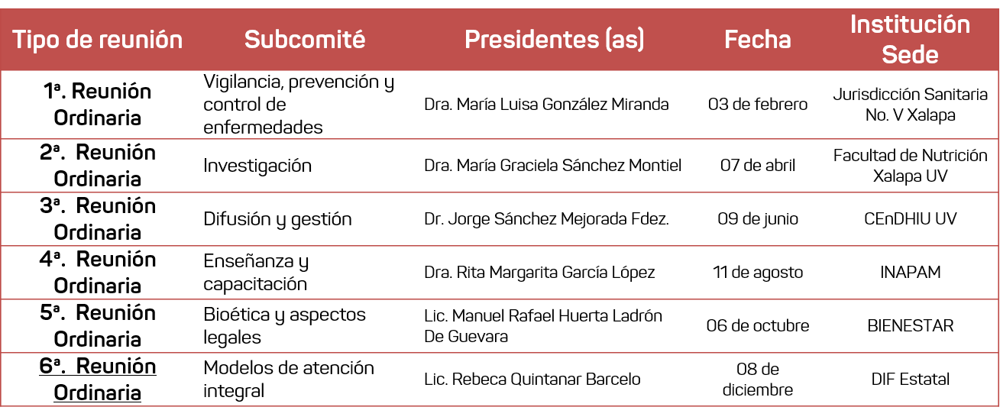 Tipo de reunión
Subcomité
Presidentes (as)
Fecha
Institución
Sede
1ª. Reunión
Ordinaria
Vigilancia, prevención y
control de
enfermedades
Dra. María Luisa González Miranda
03 de febrero
Jurisdicción Sanitaria
No. V Xalapa
2ª. Reunión
Ordinaria
Investigación
Dra. María Graciela Sánchez Montiel
07 de abril
Facultad de Nutrición
Xalapa UV
3ª. Reunión
Ordinaria
Difusión y gestión
Dr. Jorge Sánchez Mejorada Fdez.
09 de junio
CEnDHIU UV
4ª. Reunión
Ordinaria
Enseñanza y
capacitación
Dra. Rita Margarita García López
11 de agosto
INAPAM
5ª. Reunión
Ordinaria
Bioética y aspectos
legales
Lic. Manuel Rafael Huerta Ladrón
De Guevara
06 de octubre
BIENESTAR
6ª. Reunión
Ordinaria
Modelos de atención
integral
Lic. Rebeca Quintanar Barcelo
08 de
diciembre
DIF Estatal